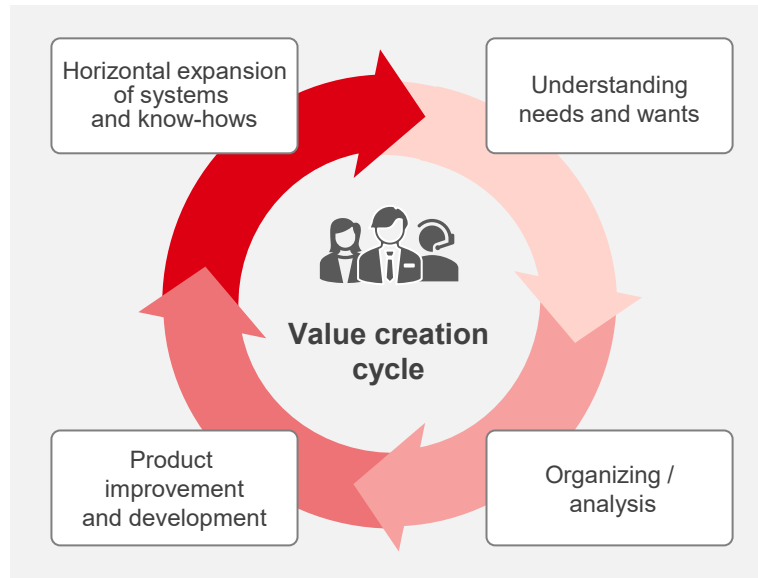 Horizontal expansion
of systems
and know-hows
Understanding
needs and wants
Value creation
cycle
Product
improvement
and development
Organizing /
analysis